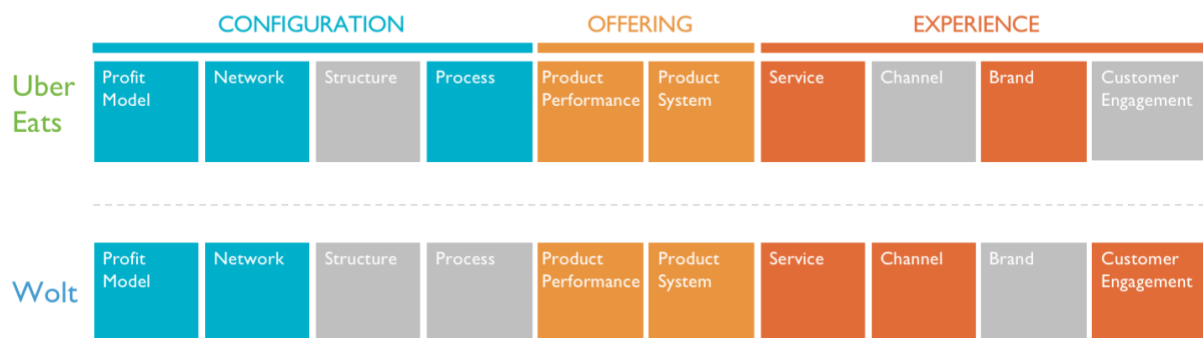 CONFIGURATION
OFFERING
EXPERIENCE
Uber
Eats
Profit
Model
Network
Structure
Process
Product
Performance
Product
System
Service
Channel
Brand
Customer
Engagement
Wolt
Profit
Model
Network
Structure
Process
Product
Performance
Product
System
Service
Channel
Brand
Customer
Engagement